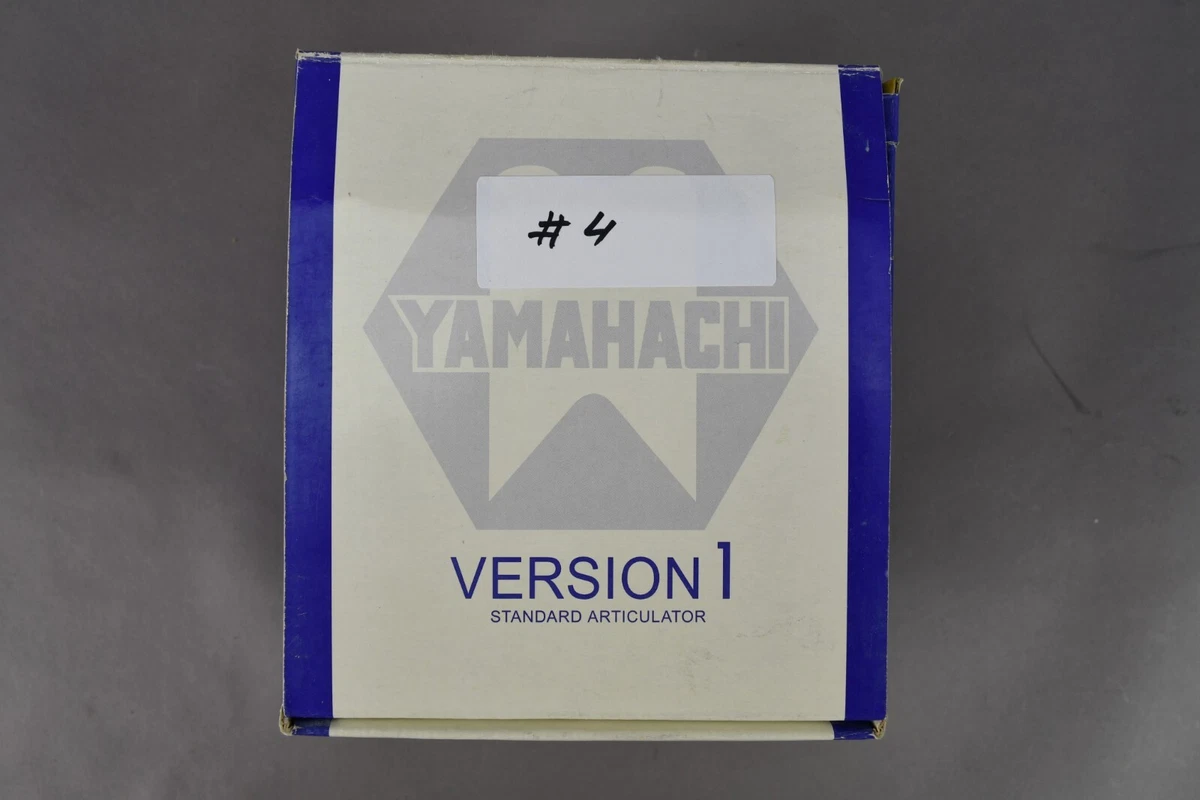 # 4
YAMAHACHI
VERSION 1
STANDARD ARTICULATOR